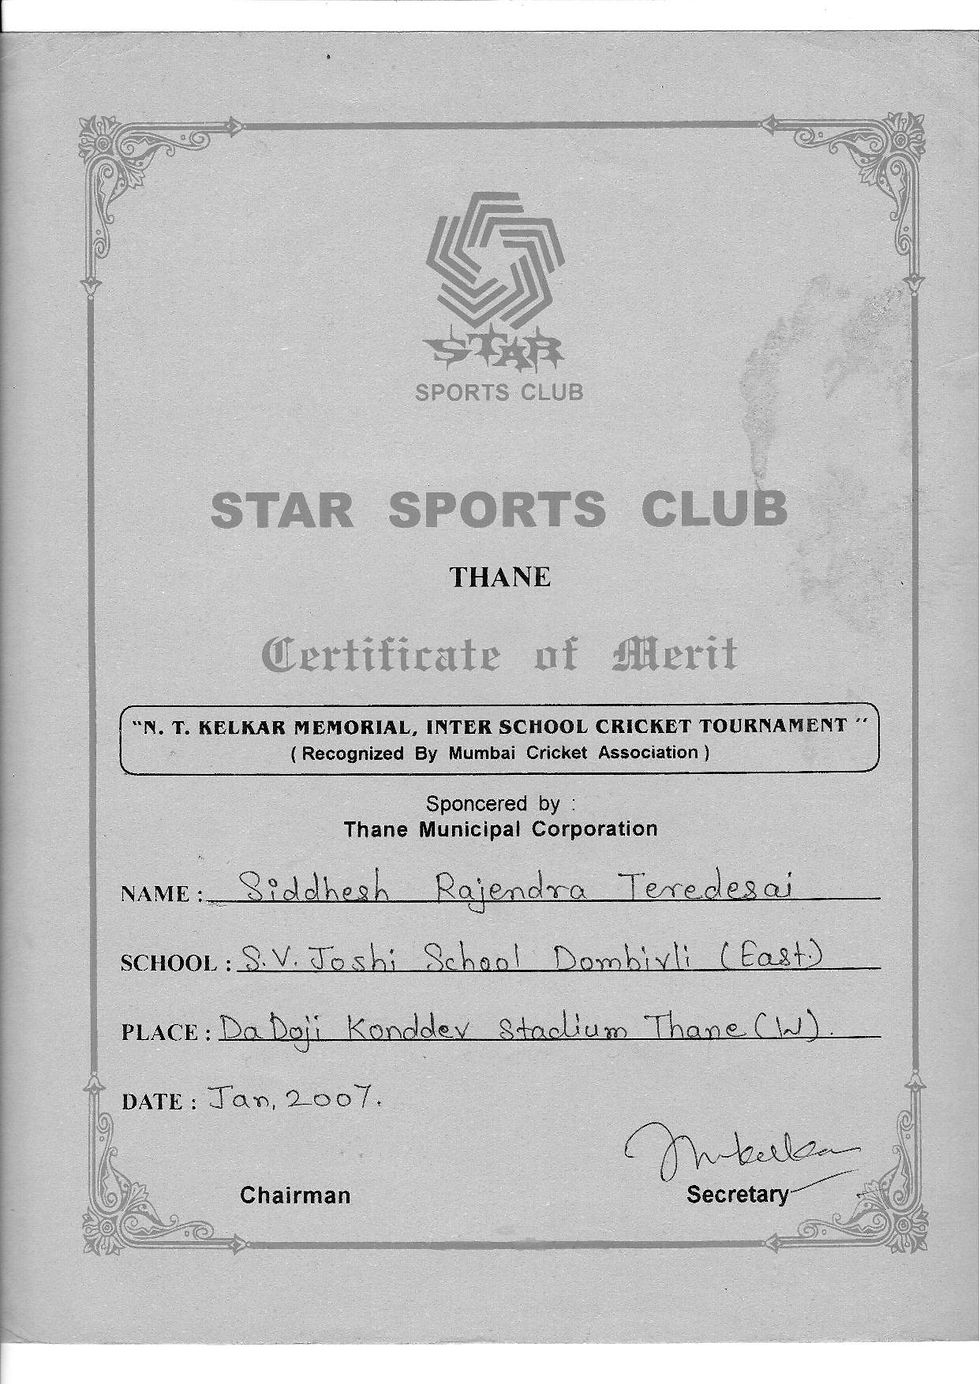 STAR
SPORTS CLUB
STAR SPORTS CLUB
THANE
Certificate of Merit
"N. T. KELKAR MEMORIAL, INTER SCHOOL CRICKET TOURNAMENT "
( Recognized By Mumbai Cricket Association )
Sponcered by :
Thane Municipal Corporation
NAME : Siddhesh Rajendra Teredesai
SCHOOL : S.V. Joshi School Dombivli (East.)
PLACE : Da Doji Konddev Stadium Thane (W).
DATE : Jan, 2007.
Chairman
Secretary